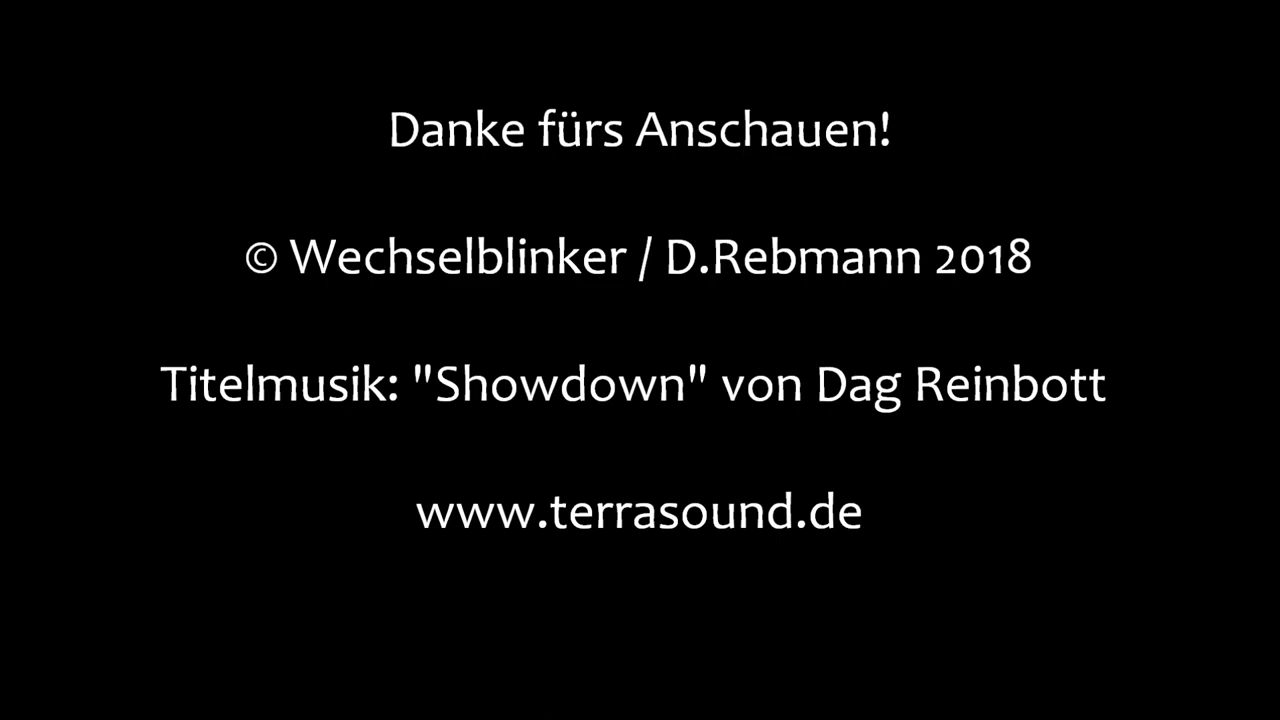 Danke fürs Anschauen!
© Wechselblinker / D.Rebmann 2018
Titelmusik: "Showdown" von Dag Reinbott
www.terrasound.de